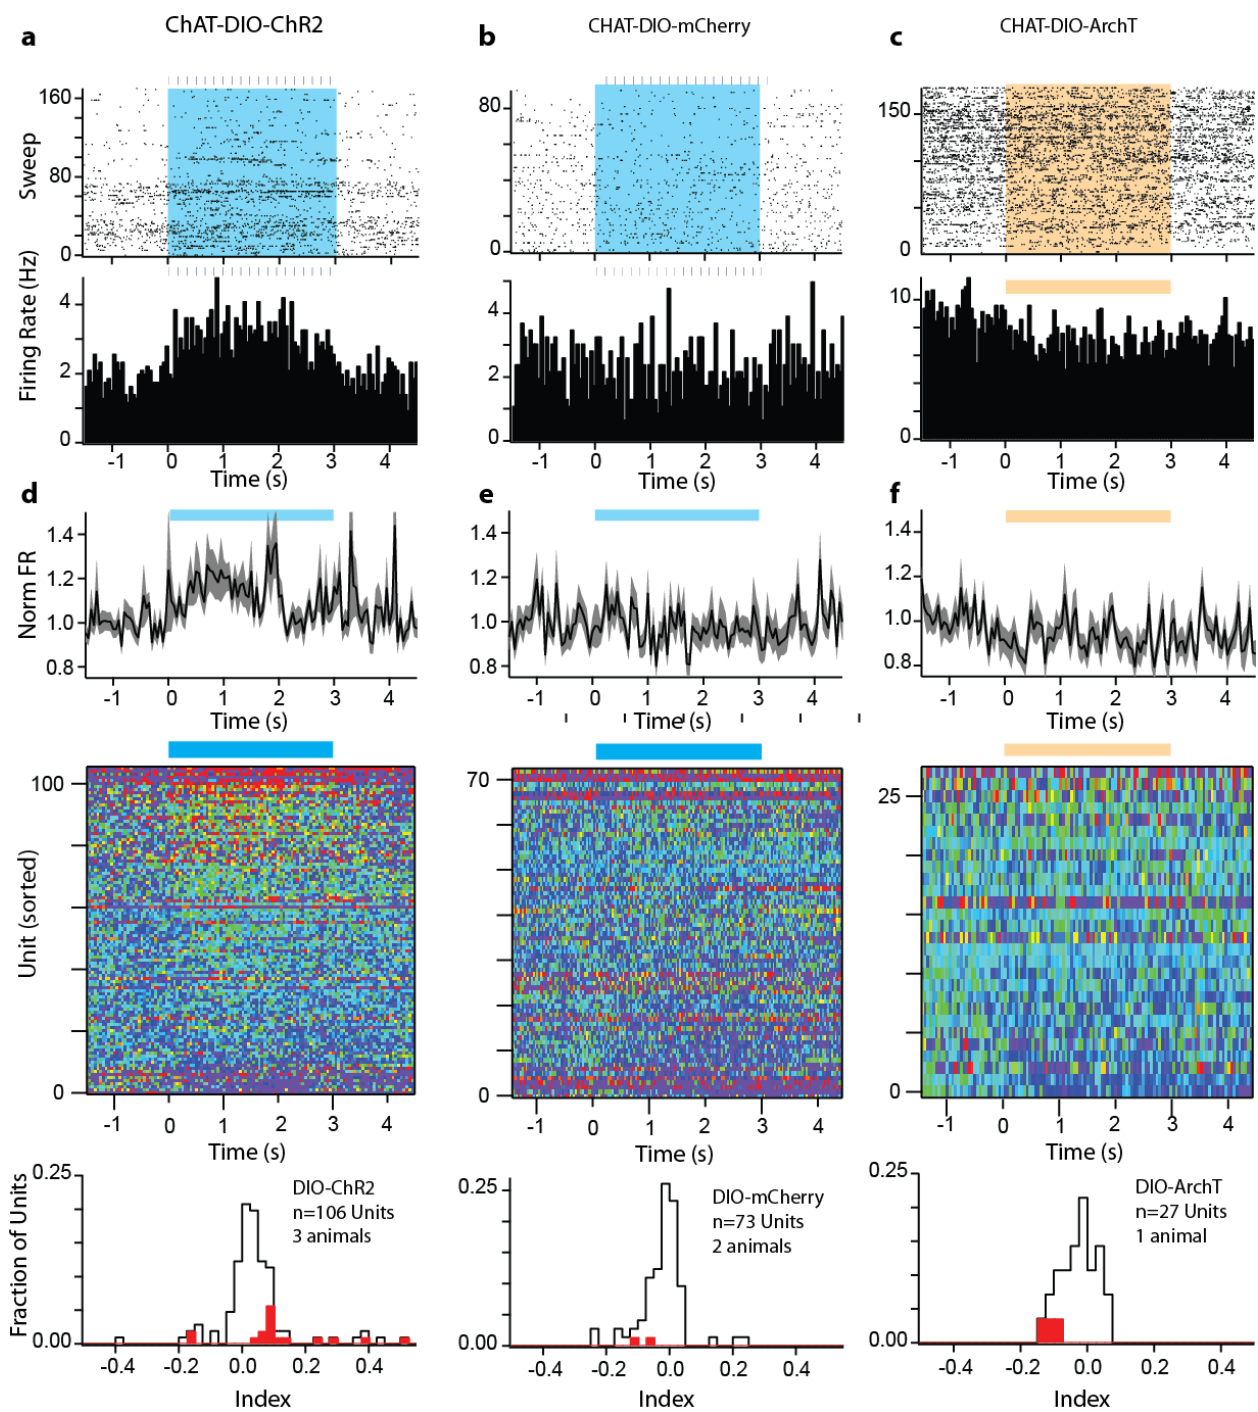 a ChAT-DIO-ChR2
b CHAT-DIO-mCherry
c CHAT-DIO-ArchT
Sweep
160
80
0
80
40
0
150
0
Firing Rate (Hz)
4
2
0
4
2
0
10
0
-1 0 1 2 3 4
-1 0 1 2 3 4
-1 0 1 2 3 4
Time (s)
Time (s)
Time (s)
d
e
f
Norm FR
1.4
1.2
1.0
0.8
1.4
1.2
1.0
0.8
1.4
1.2
1.0
0.8
-1 0 1 2 3 4
-1 0 1 2 3 4
-1 0 1 2 3 4
Time (s)
Time (s)
Time (s)
Unit (sorted)
100
0
70
0
25
0
-1 0 1 2 3 4
-1 0 1 2 3 4
-1 0 1 2 3 4
Time (s)
Time (s)
Time (s)
Fraction of Units
0.25
0.00
DIO-ChR2
n=106 Units
3 animals
0.25
0.00
DIO-mCherry
n=73 Units
2 animals
0.25
0.00
DIO-ArchT
n=27 Units
1 animal
-0.4 -0.2 0.0 0.2 0.4
-0.4 -0.2 0.0 0.2 0.4
-0.4 -0.2 0.0 0.2 0.4
Index
Index
Index